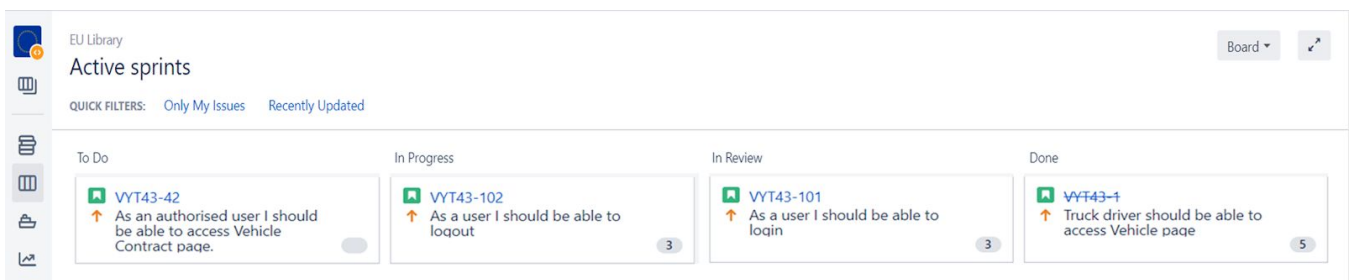 EU Library
Active sprints
Board
QUICK FILTERS: Only My Issues Recently Updated
To Do
In Progress
In Review
Done
VYT43-42
As an authorised user I should
be able to access Vehicle
Contract page.
VYT43-102
As a user I should be able to
logout
3
VYT43-101
As a user I should be able to
login
3
VYT43-1
Truck driver should be able to
access Vehicle page
5